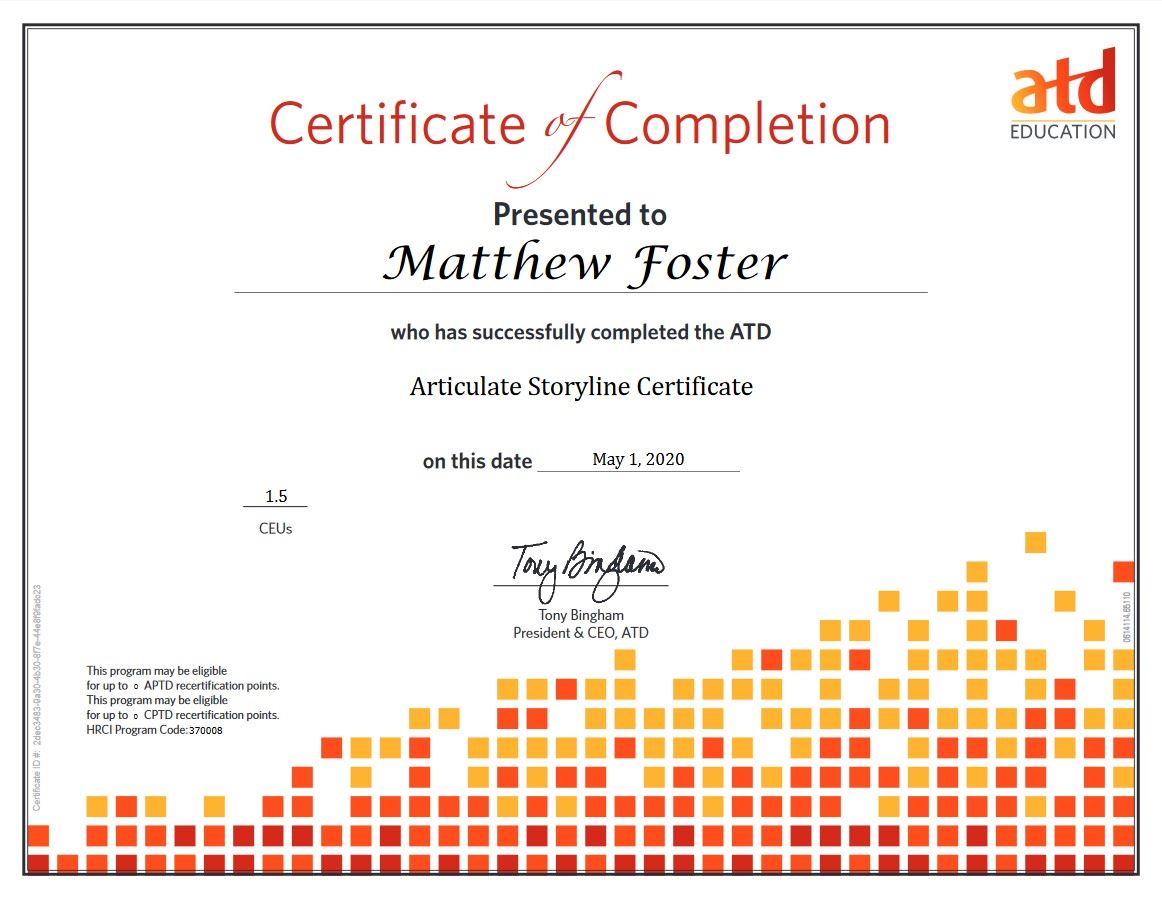 atd
EDUCATION
Certificate of Completion
Presented to
Matthew Foster
who has successfully completed the ATD
Articulate Storyline Certificate
on this date May 1, 2020
1.5
CEUs
Tony Bingham
Tony Bingham
President & CEO, ATD
This program may be eligible
for up to 0 APTD recertification points.
This program may be eligible
for up to 0 CPTD recertification points.
HRCI Program Code:370008
Certificate ID #: 2dec3483-9a30-4b30-8f7e-44e8f9fadc23
0614114.65110